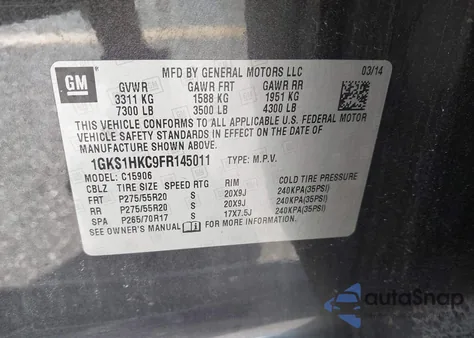 GM
MFD BY GENERAL MOTORS LLC 03/14
GVWR GAWR FRT GAWR RR
3311 KG 1588 KG 1951 KG
7300 LB 3500 LB 4300 LB
THIS VEHICLE CONFORMS TO ALL APPLICABLE U.S. FEDERAL MOTOR
VEHICLE SAFETY STANDARDS IN EFFECT ON THE DATE OF
MANUFACTURE SHOWN ABOVE.
1GKS1HKC9FR145011 TYPE: M.P.V.
MODEL: C15906
CBLZ TIRE SIZE SPEED RTG RIM COLD TIRE PRESSURE
FRT P275/55R20 S 20X9J 240KPA(35PSI)
RR P275/55R20 S 20X9J 240KPA(35PSI)
SPA P265/70R17 S 17X7.5J 240KPA(35PSI)
SEE OWNER'S MANUAL FOR MORE INFORMATION.
autoSnap